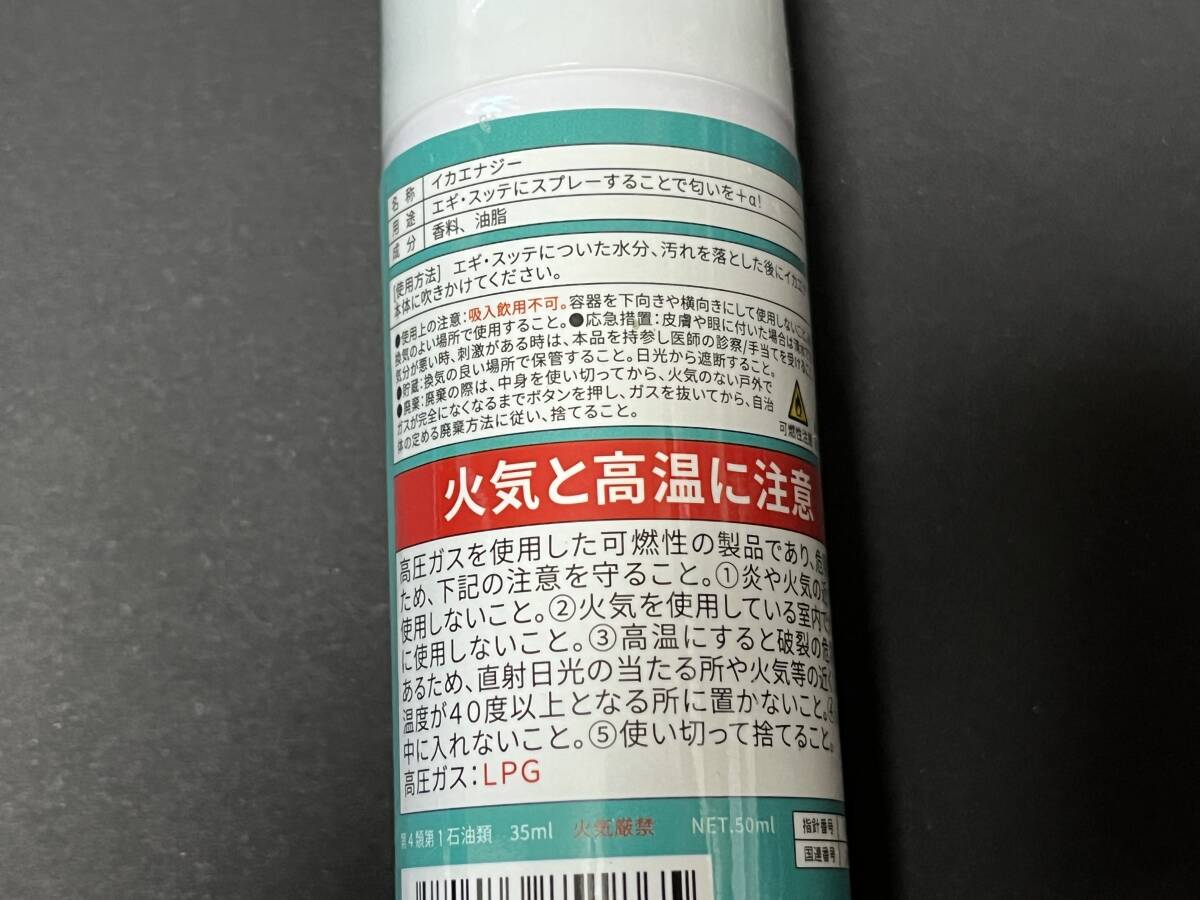 名称 イカエナジー
用途 エギ・スッテにスプレーすることで匂いを+α!
成分 香料、油脂
[使用方法] エギ・スッテについた水分、汚れを落とした後にイカエナ
本体に吹きかけてください。
●使用上の注意:吸入飲用不可。容器を下向きや横向きにして使用しないこと
換気のよい場所で使用すること。●応急措置:皮膚や眼に付いた場合は清水で
気分が悪い時、刺激がある時は、本品を持参し医師の診察/手当てを受けること
●貯蔵:換気の良い場所で保管すること。日光から遮断すること。
●廃棄:廃棄の際は、中身を使い切ってから、火気のない戸外で
ガスが完全になくなるまでボタンを押し、ガスを抜いてから、自治
体の定める廃棄方法に従い、捨てること。
可燃性注意
火気と高温に注意
高圧ガスを使用した可燃性の製品であり、危
ため、下記の注意を守ること。①炎や火気の近
使用しないこと。②火気を使用している室内で
に使用しないこと。③高温にすると破裂の危
あるため、直射日光の当たる所や火気等の近く
温度が40度以上となる所に置かないこと。④
中に入れないこと。⑤使い切って捨てること。
高圧ガス:LPG
第4類第1石油類 35ml 火気厳禁 NET.50ml
指針番号
国連番号